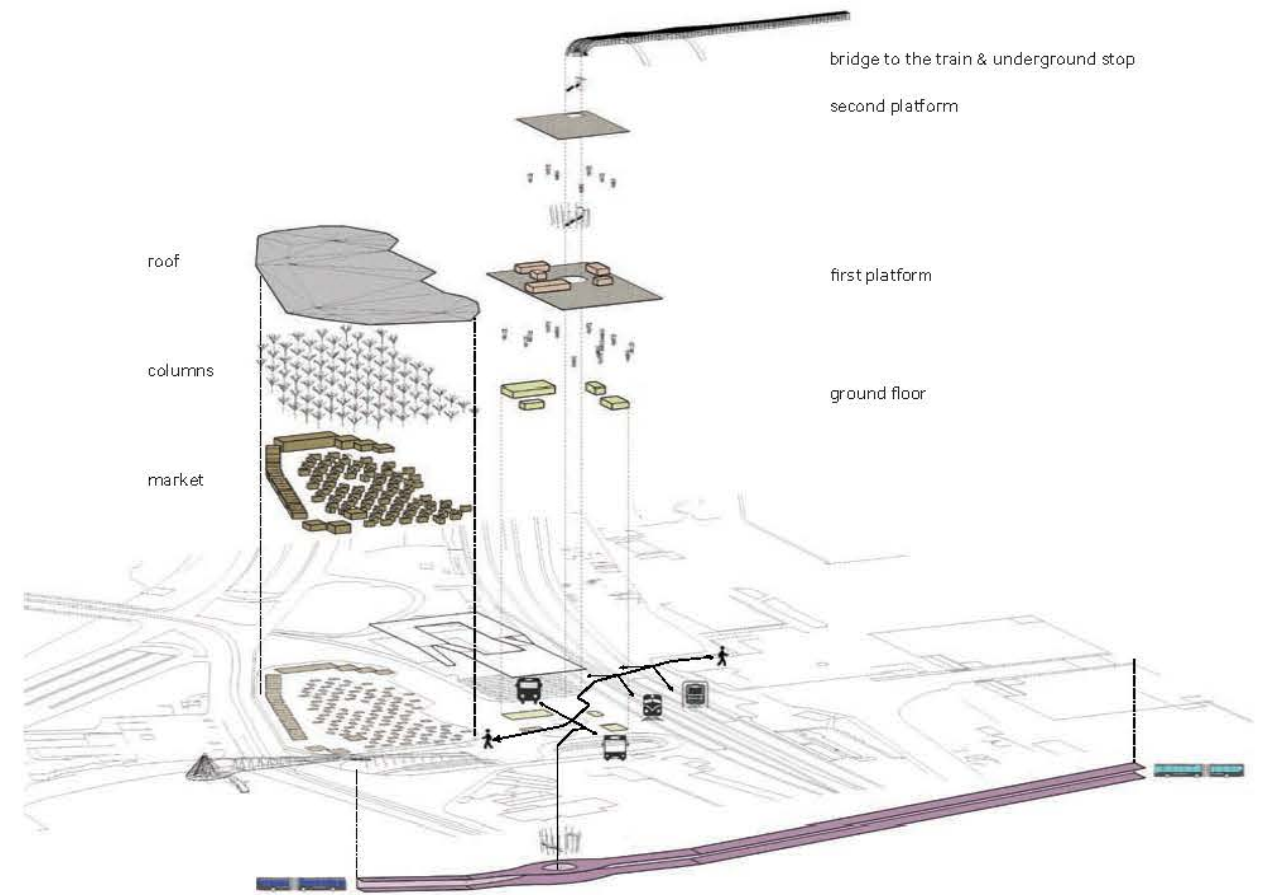 bridge to the train & underground stop
second platform
roof
first platform
columns
ground floor
market